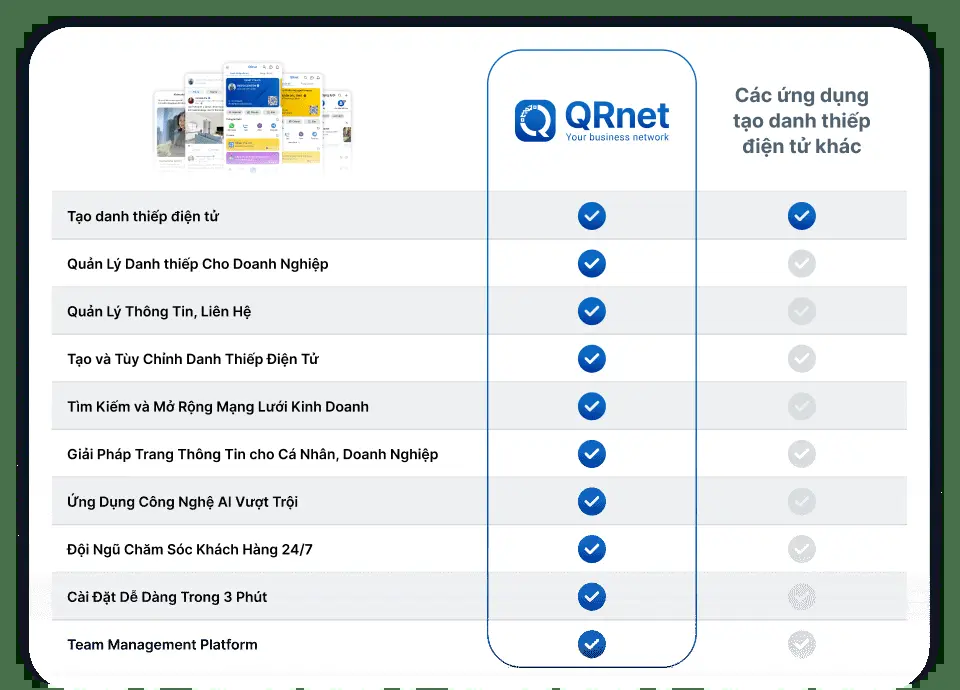 QRnet
Your business network
Các ứng dụng
tạo danh thiếp
điện tử khác
Tạo danh thiếp điện tử
Quản Lý Danh thiếp Cho Doanh Nghiệp
Quản Lý Thông Tin, Liên Hệ
Tạo và Tùy Chỉnh Danh Thiếp Điện Tử
Tìm Kiếm và Mở Rộng Mạng Lưới Kinh Doanh
Giải Pháp Trang Thông Tin cho Cá Nhân, Doanh Nghiệp
Ứng Dụng Công Nghệ AI Vượt Trội
Đội Ngũ Chăm Sóc Khách Hàng 24/7
Cài Đặt Dễ Dàng Trong 3 Phút
Team Management Platform